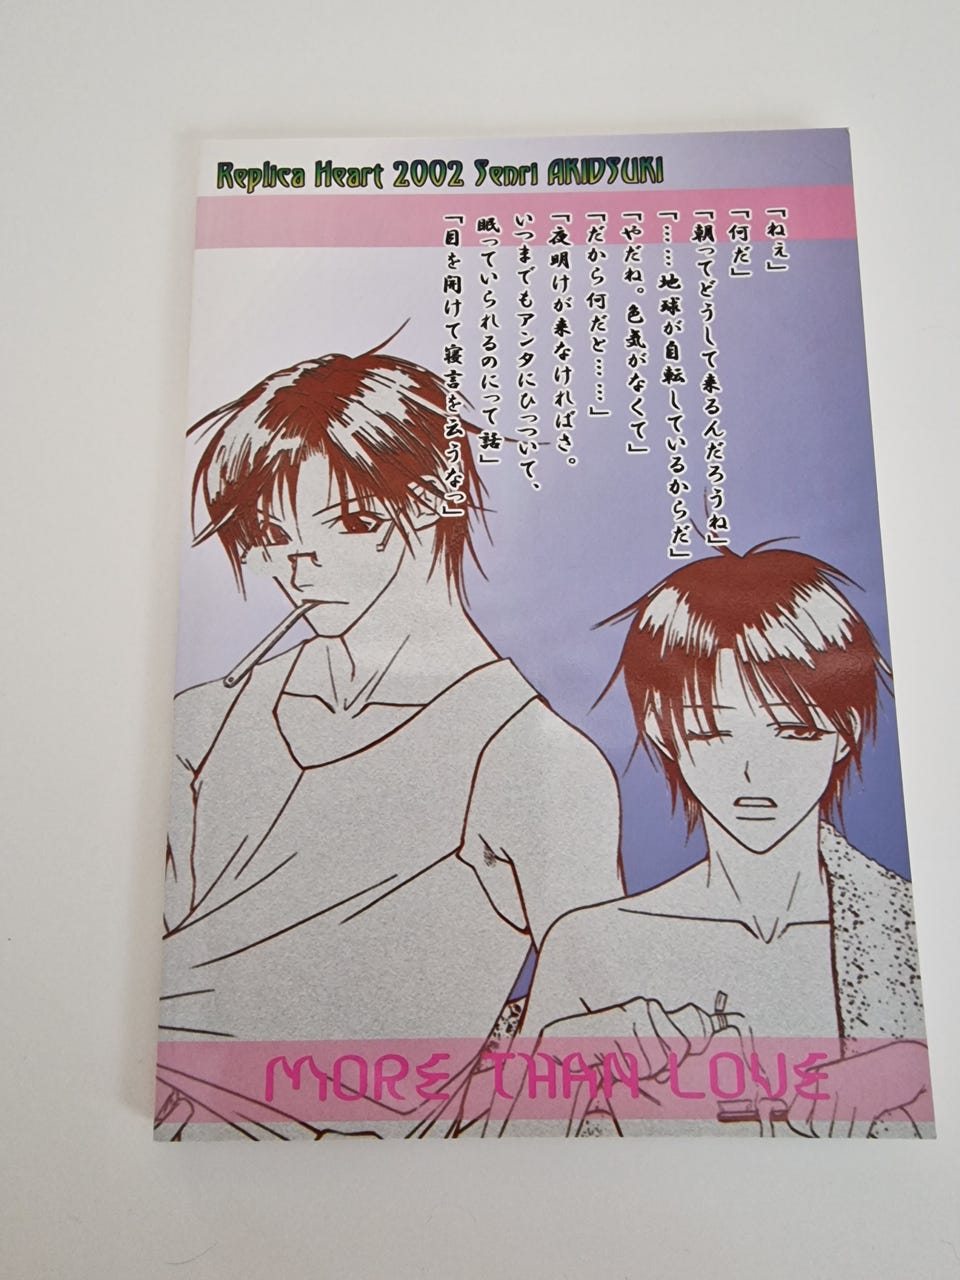 Replica Heart 2002 Senri AKIDSUKI
「ねえ」
「何だ」
「朝ってどうして来るんだろうね」
「……地球が自転しているからだ」
「やだね。色気がなくて」
「だから何だと……」
「夜明けが来なければさ。
いつまでもアンタにひっついて、
眠っていられるのにって話」
「目を開けて寝言を云うなっ」
MORE THAN LOVE